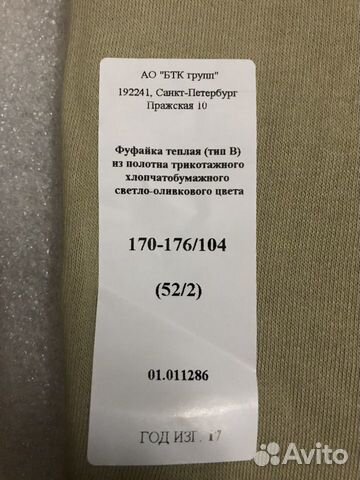 АО "БТК групп"
192241, Санкт-Петербург
Пражская 10
Фуфайка теплая (тип В)
из полотна трикотажного
хлопчатобумажного
светло-оливкового цвета
170-176/104
(52/2)
01.011286
ГОД ИЗГ. 17
Avito